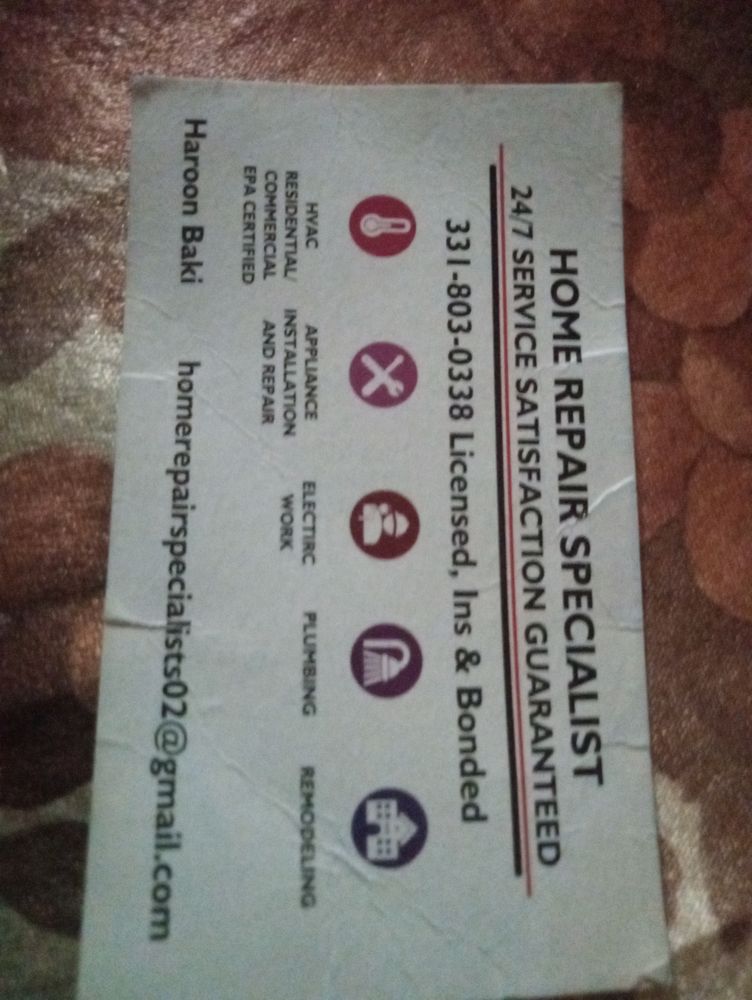 HOME REPAIR SPECIALIST
24/7 SERVICE SATISFACTION GUARANTEED
331-803-0338 Licensed, Ins & Bonded
HVAC
RESIDENTIAL/
COMMERCIAL
EPA CERTIFIED
APPLIANCE
INSTALLATION
AND REPAIR
ELECTIRC
WORK
PLUMBING
REMODELING
Haroon Baki homerepairspecialists02@gmail.com